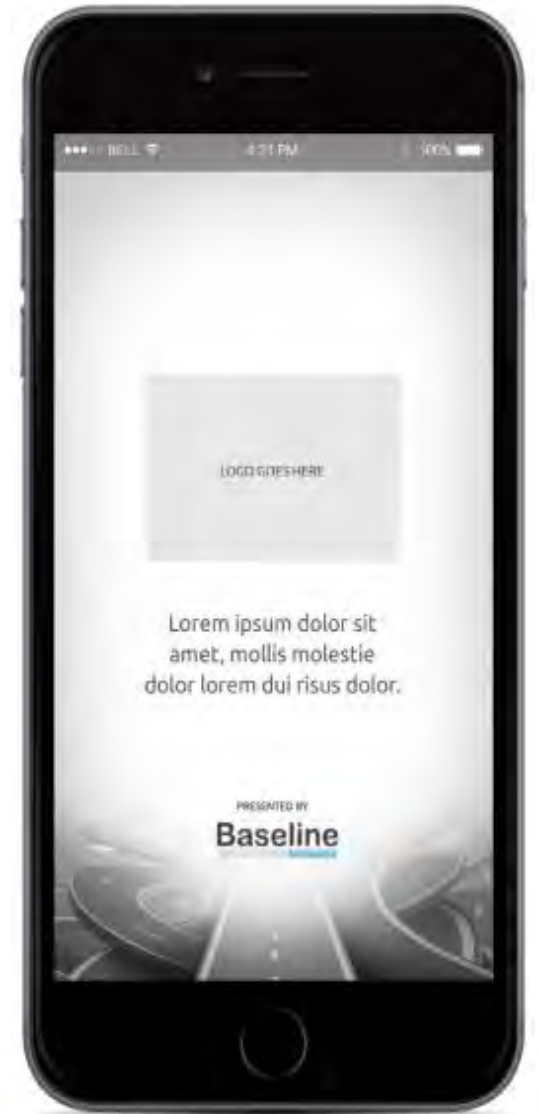 BELL 4:21 PM 100%
LOGO GOES HERE
Lorem ipsum dolor sit
amet, mollis molestie
dolor lorem dui risus dolor.
PRESENTED BY
Baseline